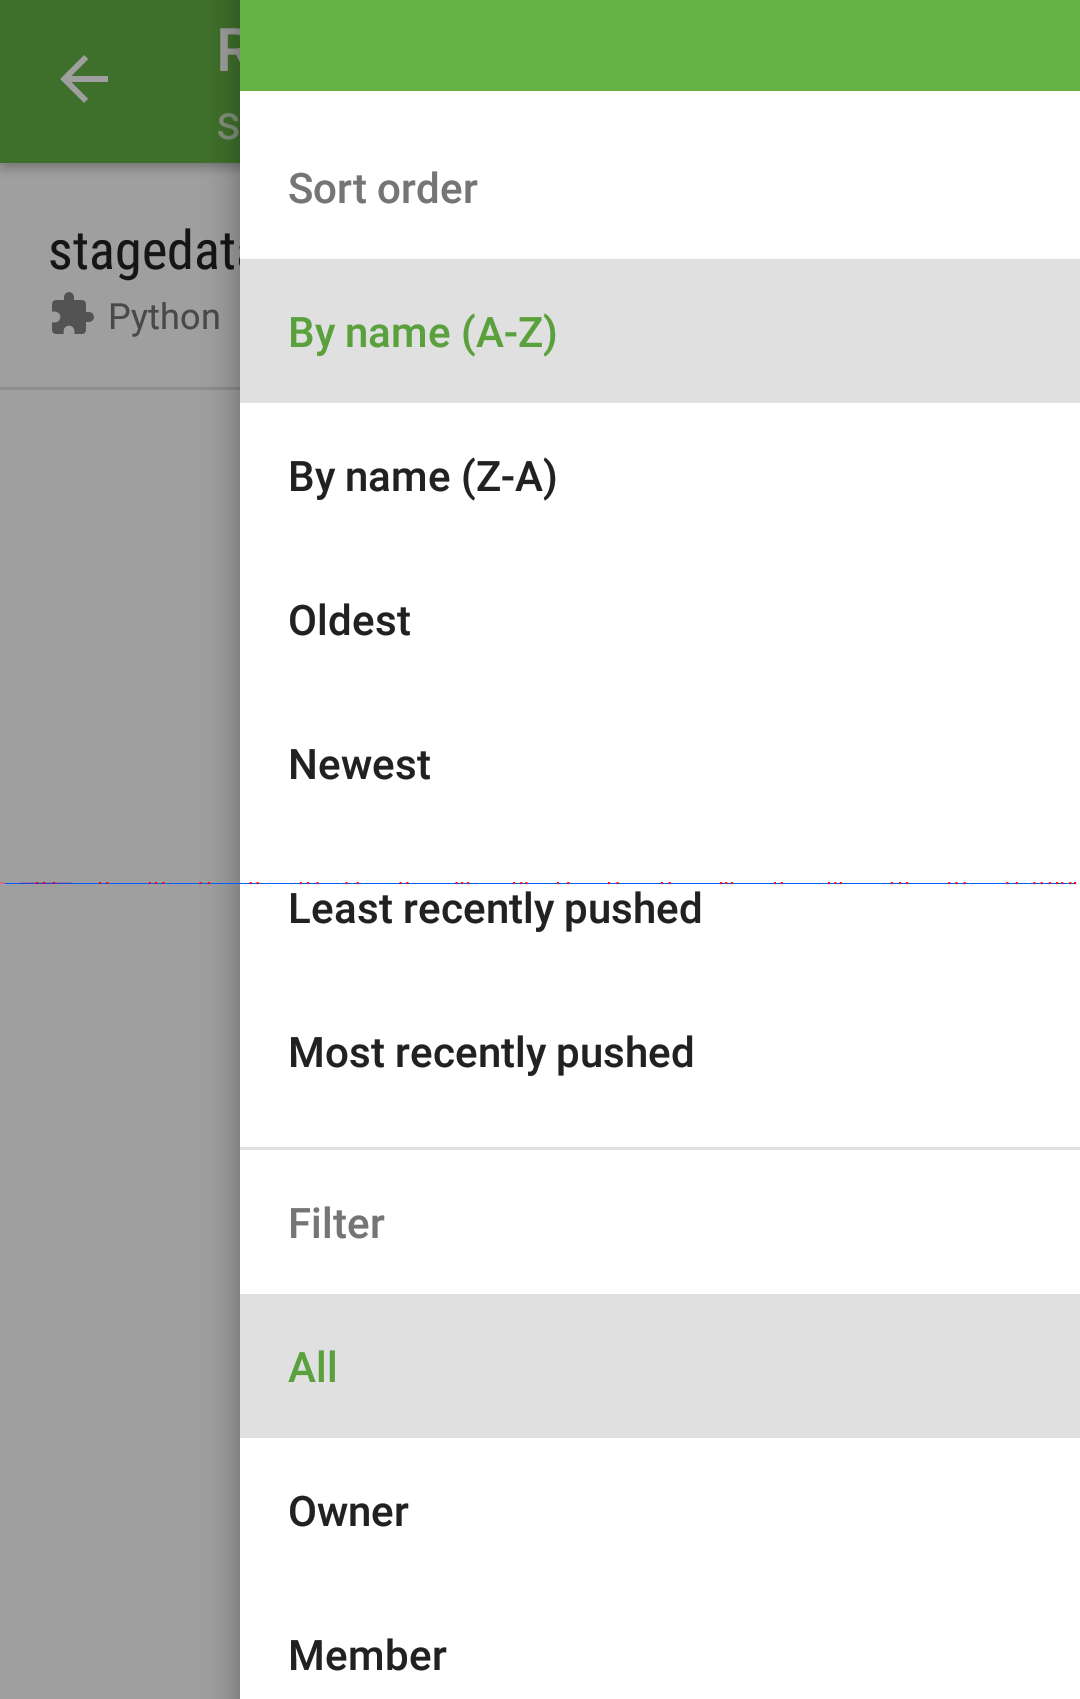 Sort order
stagedat
Python
By name (A-Z)
By name (Z-A)
Oldest
Newest
Least recently pushed
Most recently pushed
Filter
All
Owner
Member